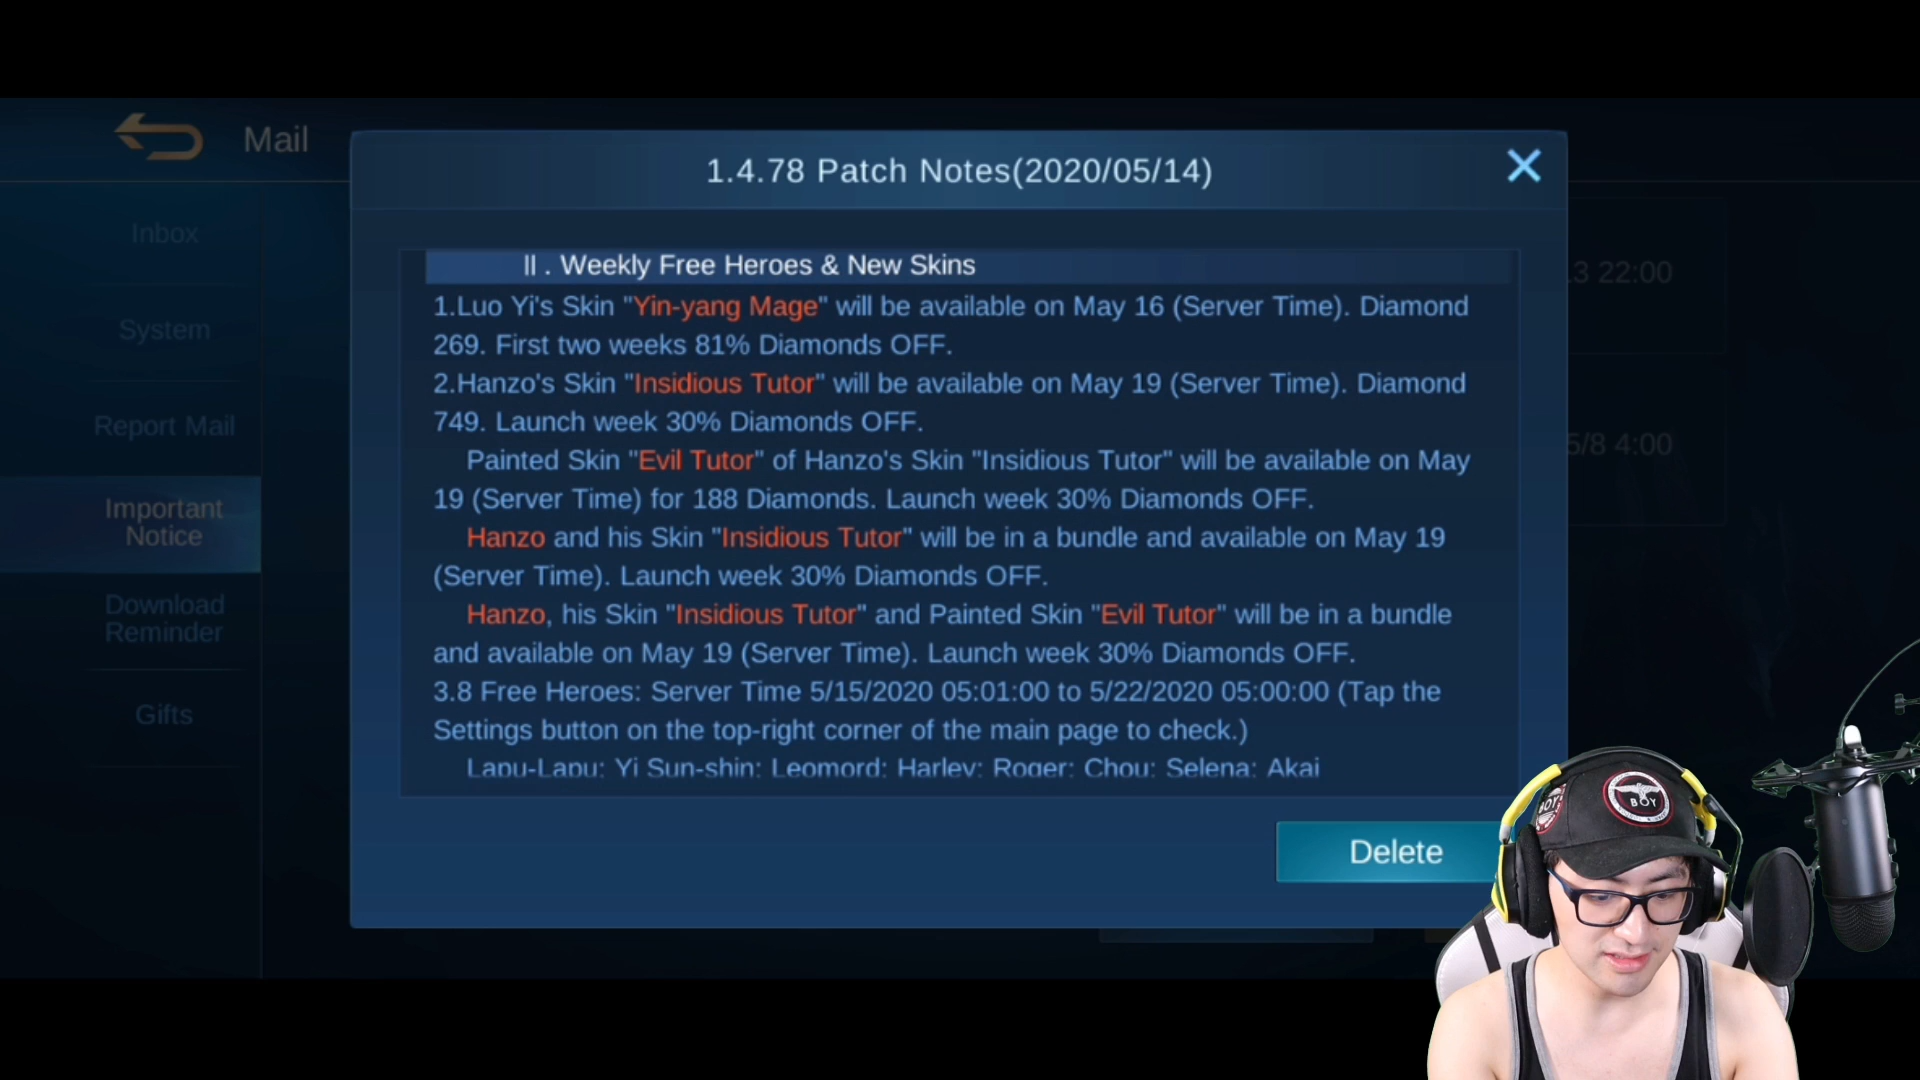 Mail
1.4.78 Patch Notes(2020/05/14)
Inbox
System
Report Mail
Important
Notice
Download
Reminder
Gifts
II . Weekly Free Heroes & New Skins
1.Luo Yi's Skin "Yin-yang Mage" will be available on May 16 (Server Time). Diamond
269. First two weeks 81% Diamonds OFF.
2.Hanzo's Skin "Insidious Tutor" will be available on May 19 (Server Time). Diamond
749. Launch week 30% Diamonds OFF.
Painted Skin "Evil Tutor" of Hanzo's Skin "Insidious Tutor" will be available on May
19 (Server Time) for 188 Diamonds. Launch week 30% Diamonds OFF.
Hanzo and his Skin "Insidious Tutor" will be in a bundle and available on May 19
(Server Time). Launch week 30% Diamonds OFF.
Hanzo, his Skin "Insidious Tutor" and Painted Skin "Evil Tutor" will be in a bundle
and available on May 19 (Server Time). Launch week 30% Diamonds OFF.
3.8 Free Heroes: Server Time 5/15/2020 05:01:00 to 5/22/2020 05:00:00 (Tap the
Settings button on the top-right corner of the main page to check.)
Lapu-Lapu; Yi Sun-shin; Leomord; Harley; Roger; Chou; Selena; Akai
Delete
22:00
5/8 4:00
BOY
BOY